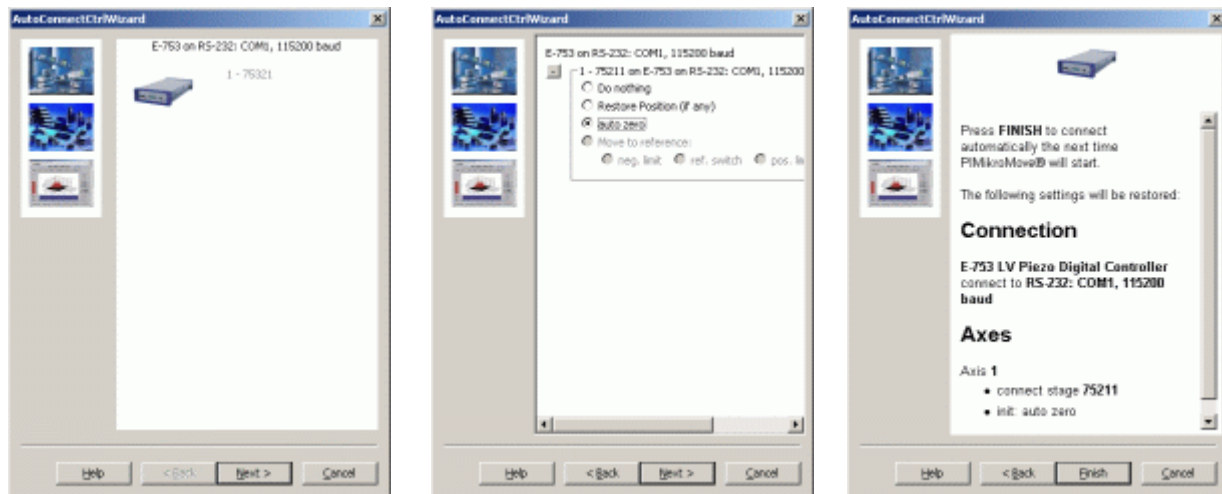 AutoConnectCtrlWizard
E-753 on RS-232: COM1, 115200 baud
1 - 75321
Help
< Back
Next >
Cancel
AutoConnectCtrlWizard
E-753 on RS-232: COM1, 115200 baud
1 - 75211 on E-753 on RS-232: COM1, 115200
Do nothing
Restore Position (if any)
auto zero
Move to reference:
neg. limit
ref. switch
pos. li
Help
< Back
Next >
Cancel
AutoConnectCtrlWizard
Press FINISH to connect
automatically the next time
PIMikroMove® will start.
The following settings will be restored:
Connection
E-753 LV Piezo Digital Controller
connect to RS-232: COM1, 115200
baud
Axes
Axis 1
• connect stage 75211
• init: auto zero
Help
< Back
Finish
Cancel